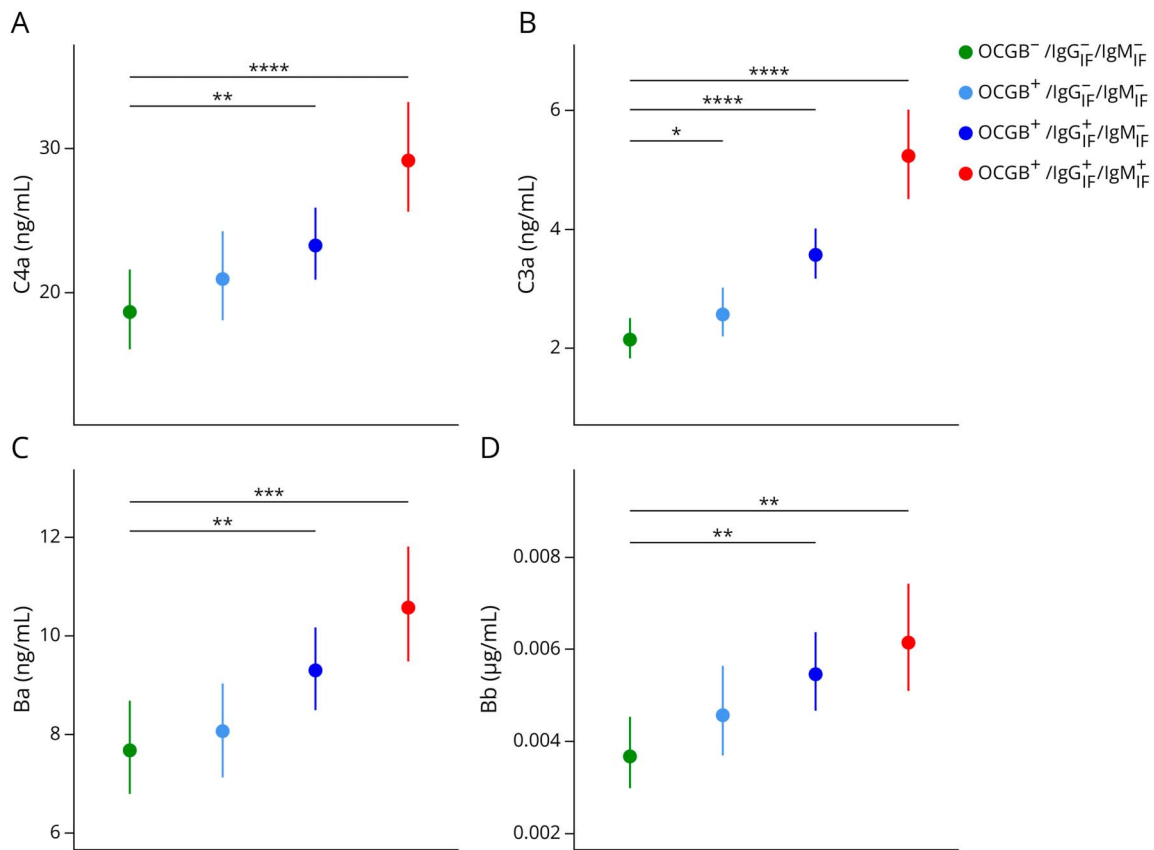 A
C4a (ng/mL)
30
20
****
**
B
C3a (ng/mL)
6
4
2
****
****
*
OCGB⁻ /IgG⁻IF/IgM⁻IF
OCGB⁺ /IgG⁻IF/IgM⁻IF
OCGB⁺ /IgG⁺IF/IgM⁻IF
OCGB⁺ /IgG⁺IF/IgM⁺IF
C
Ba (ng/mL)
12
10
8
6
***
**
D
Bb (µg/mL)
0.008
0.006
0.004
0.002
**
**